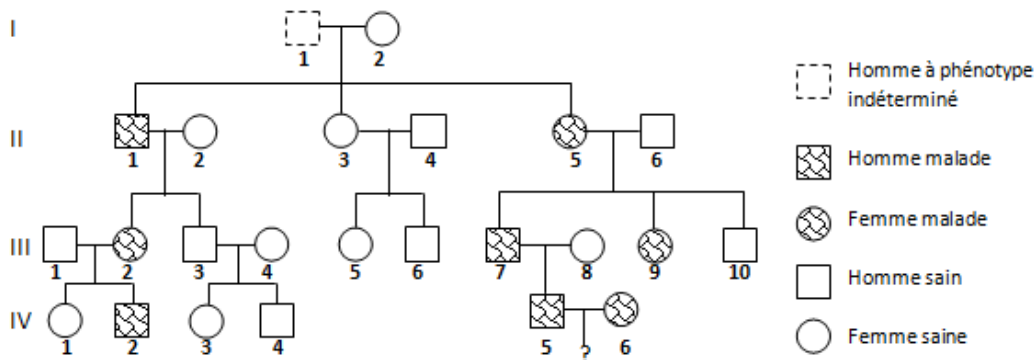 I
1 2
Homme à phénotype
indéterminé
II
1 2 3 4 5 6
Homme malade
Femme malade
III
1 2 3 4 5 6 7 8 9 10
Homme sain
IV
1 2 3 4 5 ? 6
Femme saine